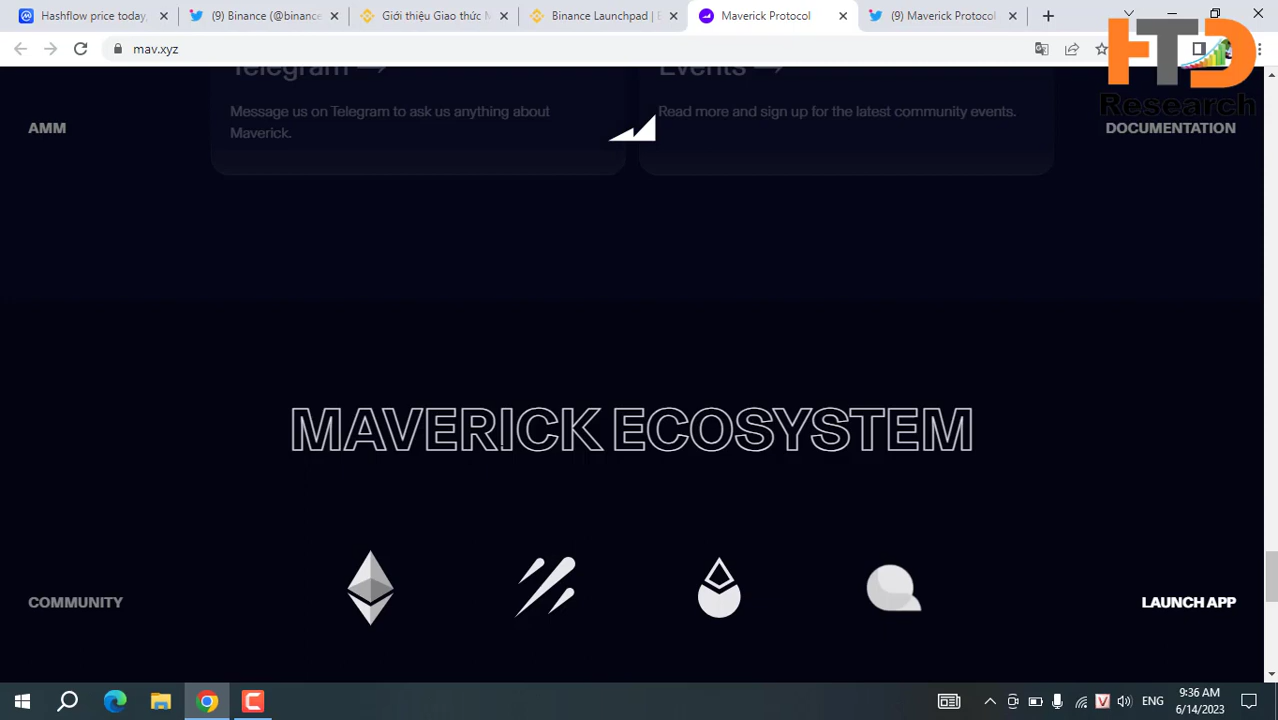 Hashflow price today,
(9) Binance (@binance
Giới thiệu Giao thức M
Binance Launchpad | B
Maverick Protocol
(9) Maverick Protocol
mav.xyz
HTD
Research
Telegram →
Events →
Message us on Telegram to ask us anything about
Maverick.
Read more and sign up for the latest community events.
AMM
DOCUMENTATION
MAVERICK ECOSYSTEM
COMMUNITY
LAUNCH APP
ENG
9:36 AM
6/14/2023